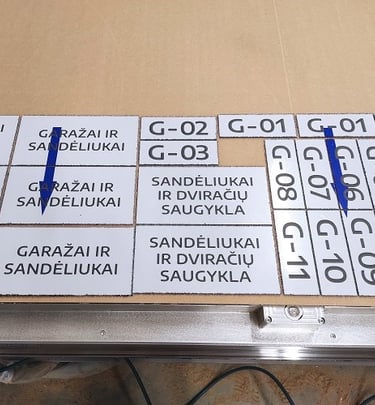 GARAŽAI IR
SANDĖLIUKAI
G-02
G-01
G-01
G-03
GARAŽAI IR
SANDĖLIUKAI
SANDĖLIUKAI
IR DVIRAČIŲ
SAUGYKLA
G-08
G-07
G-06
GARAŽAI IR
SANDĖLIUKAI
SANDĖLIUKAI
IR DVIRAČIŲ
SAUGYKLA
G-11
G-10
G-09